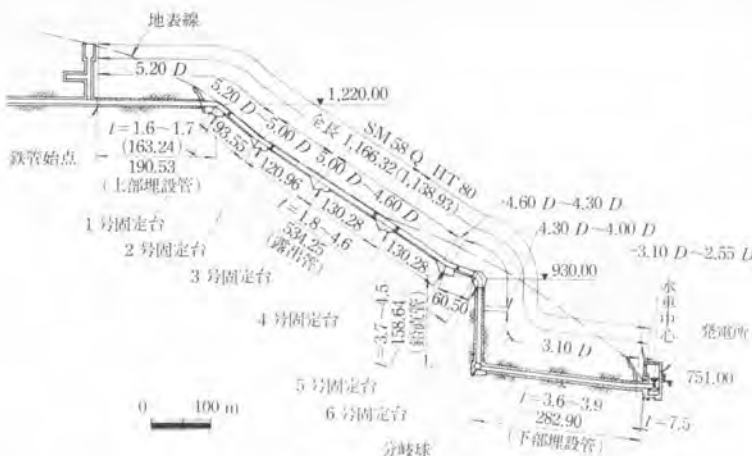 地表線
5.20 D
1,220.00
5.20 D～5.00 D
SM 58 Q HT 80
全長 1,166.32(1,138.93)
5.00 D～4.60 D
4.60 D～4.30 D
4.30 D～4.00 D
3.10 D～2.55 D
t=1.6～1.7
(163.24)
190.53
(上部埋設管)
鉄管始点
193.55
120.96
130.28
130.28
60.50
t=1.8～4.6
534.25
(露出管)
930.00
水車中心
発電所
1号固定台
2号固定台
3号固定台
4号固定台
5号固定台
6号固定台
t=3.7～4.5
158.64
(鉛直管)
3.10 D
751.00
t=3.6～3.9
282.90
(下部埋設管)
t=7.5
0 100 m
分岐球